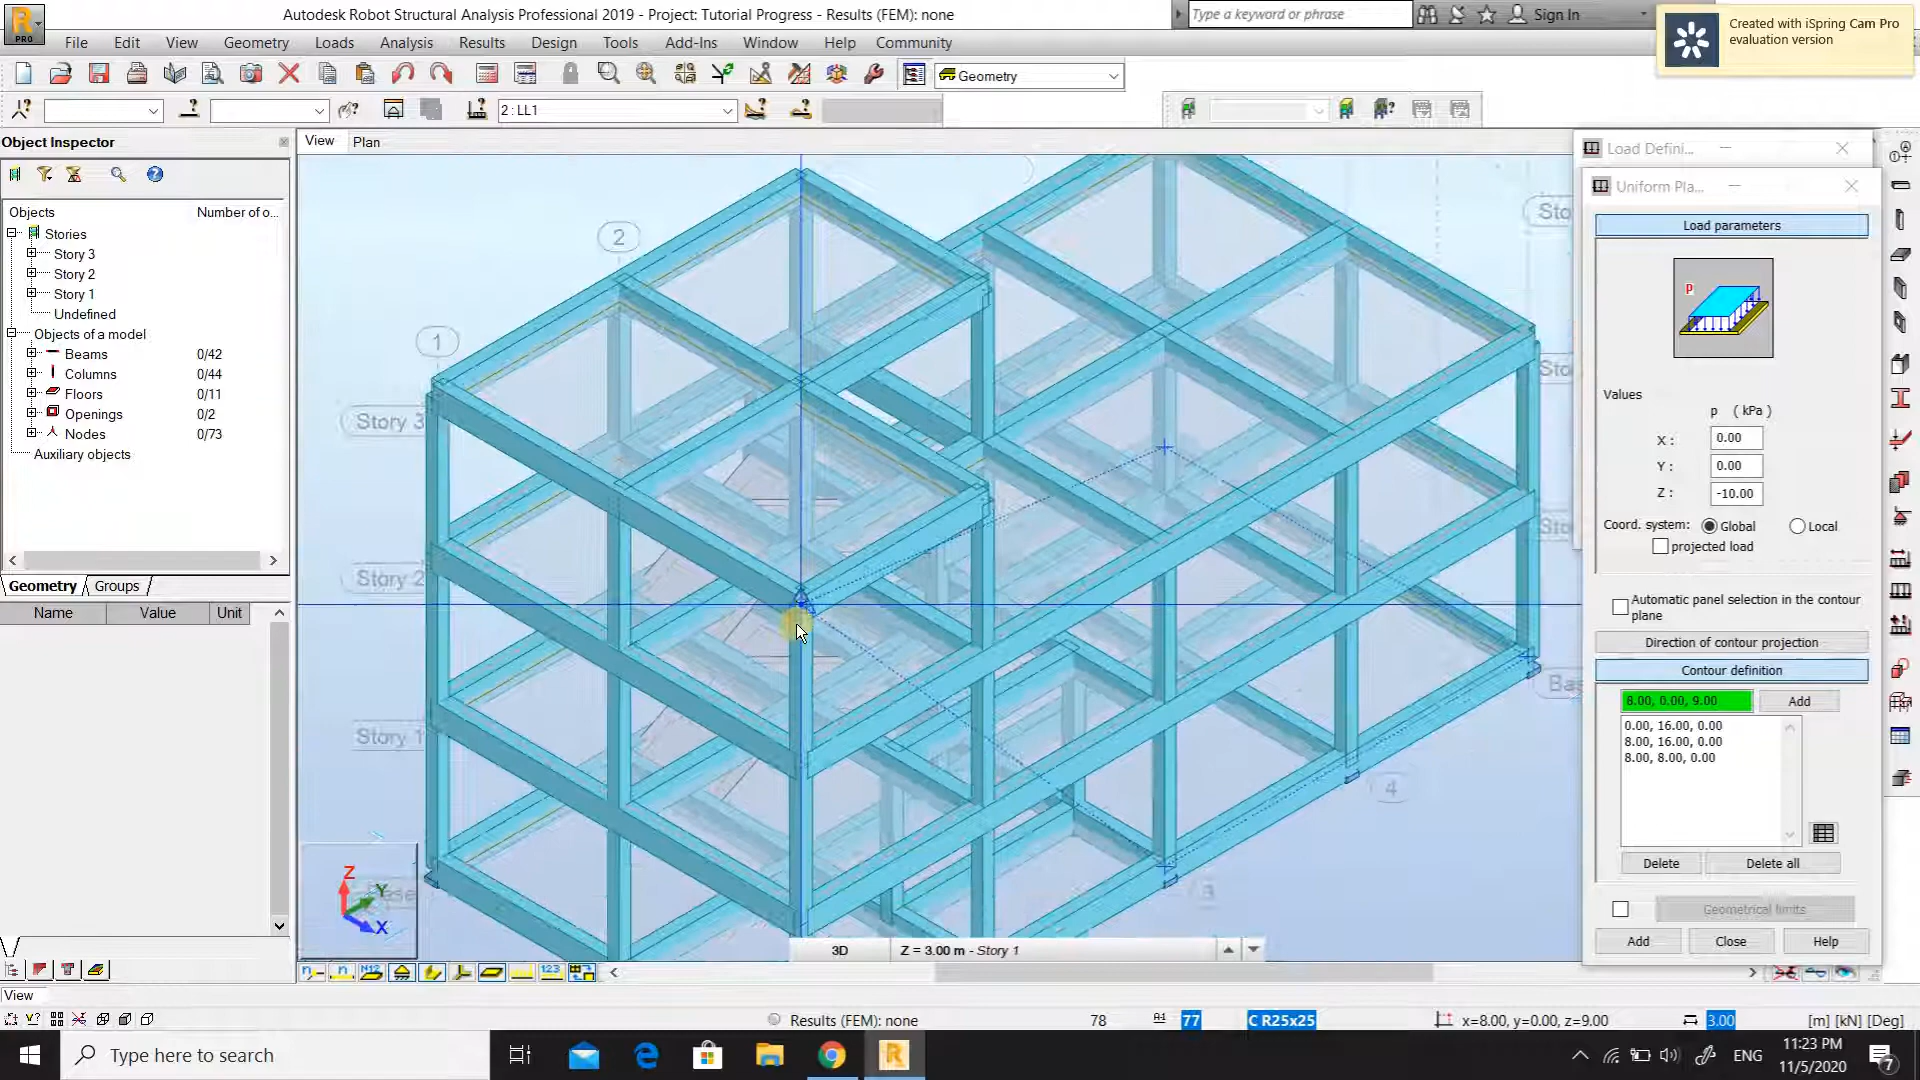 Autodesk Robot Structural Analysis Professional 2019 - Project: Tutorial Progress - Results (FEM): none
Type a keyword or phrase
Sign In
Created with iSpring Cam Pro
evaluation version
PRO
File Edit View Geometry Loads Analysis Results Design Tools Add-Ins Window Help Community
Geometry
2 : LL1
Object Inspector
View Plan
Load Defini...
Uniform Pla...
Objects Number of o...
Stories
Story 3
Story 2
Story 1
Undefined
Objects of a model
Beams 0/42
Columns 0/44
Floors 0/11
Openings 0/2
Nodes 0/73
Auxiliary objects
Geometry Groups
Name Value Unit
2
1
Story 3
Story 2
Story 1
4
3
3D Z = 3.00 m - Story 1
Z
Y
X
Load parameters
p
Values
p ( kPa )
X : 0.00
Y : 0.00
Z : -10.00
Coord. system: Global Local
projected load
Automatic panel selection in the contour
plane
Direction of contour projection
Contour definition
8.00, 0.00, 9.00 Add
0.00, 16.00, 0.00
8.00, 16.00, 0.00
8.00, 8.00, 0.00
Delete Delete all
Geometrical limits
Add Close Help
View
Results (FEM): none 78 77 C R25x25 x=8.00, y=0.00, z=9.00 3.00 [m] [kN] [Deg]
Type here to search
ENG
11:23 PM
11/5/2020
7